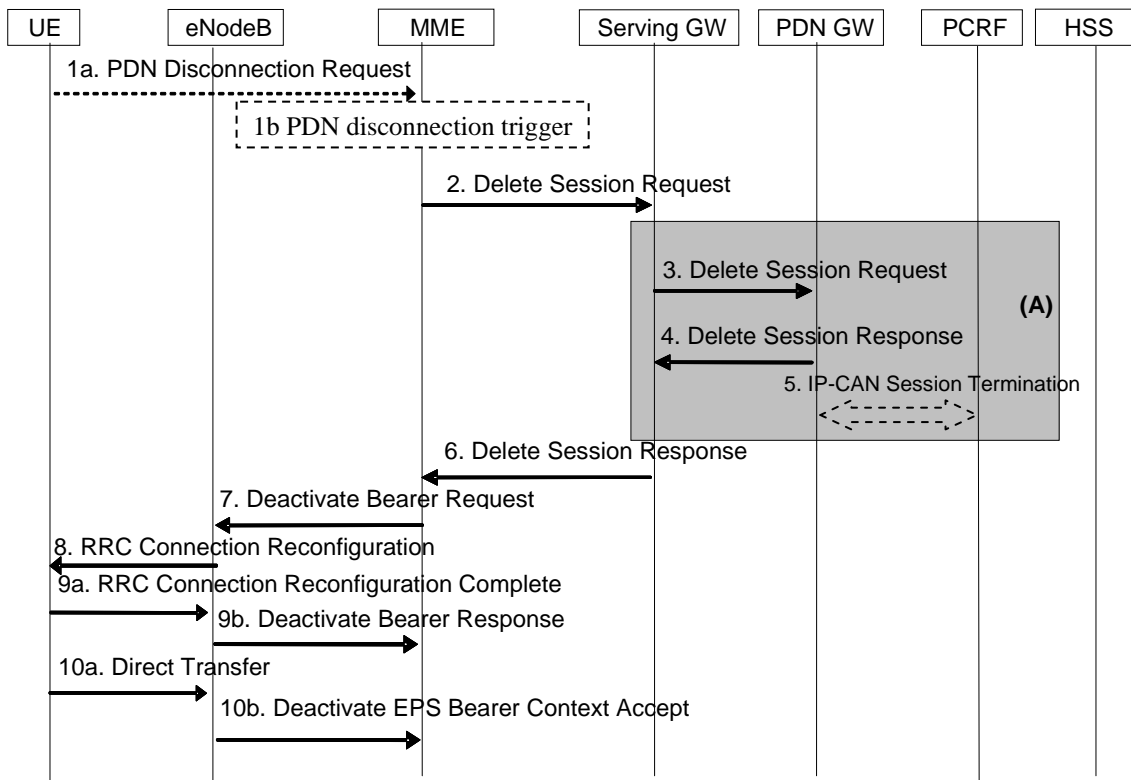 UE eNodeB MME Serving GW PDN GW PCRF HSS
1a. PDN Disconnection Request
1b PDN disconnection trigger
2. Delete Session Request
3. Delete Session Request
(A)
4. Delete Session Response
5. IP-CAN Session Termination
6. Delete Session Response
7. Deactivate Bearer Request
8. RRC Connection Reconfiguration
9a. RRC Connection Reconfiguration Complete
9b. Deactivate Bearer Response
10a. Direct Transfer
10b. Deactivate EPS Bearer Context Accept